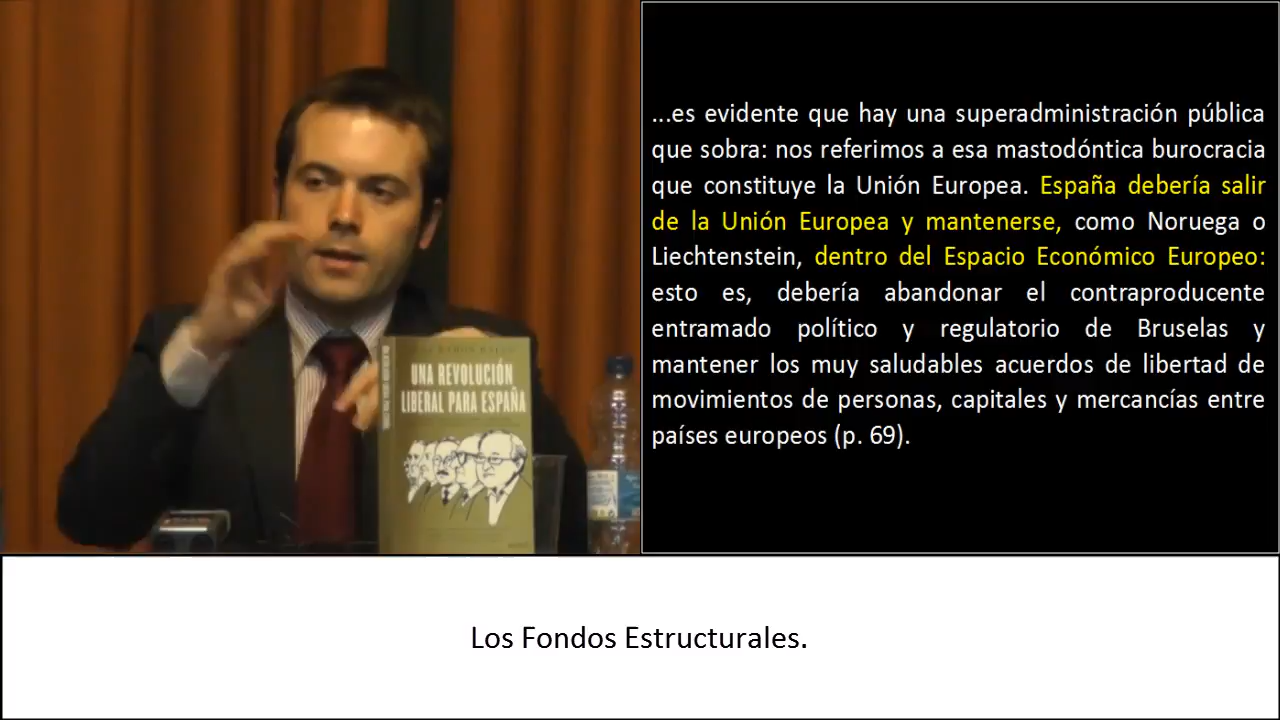 UNA REVOLUCIÓN
LIBERAL PARA ESPAÑA
...es evidente que hay una superadministración pública
que sobra: nos referimos a esa mastodóntica burocracia
que constituye la Unión Europea. España debería salir
de la Unión Europea y mantenerse, como Noruega o
Liechtenstein, dentro del Espacio Económico Europeo:
esto es, debería abandonar el contraproducente
entramado político y regulatorio de Bruselas y
mantener los muy saludables acuerdos de libertad de
movimientos de personas, capitales y mercancías entre
países europeos (p. 69).
Los Fondos Estructurales.